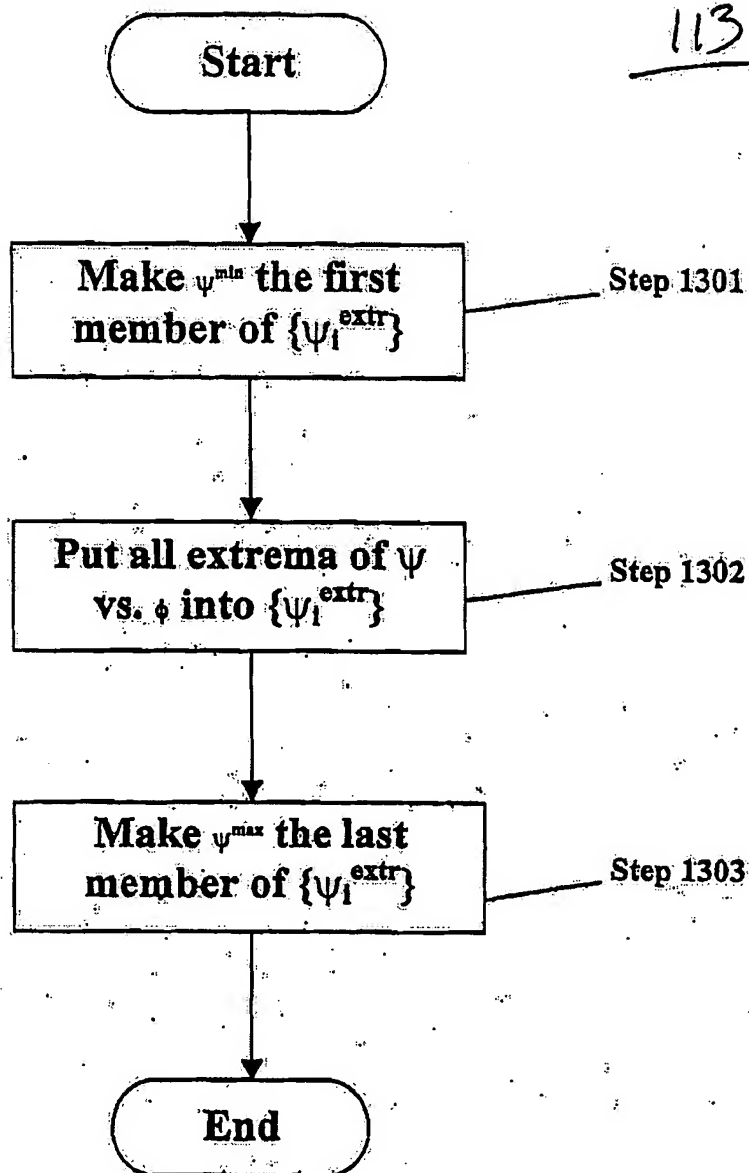 113
Start
Make ψ^min the first
member of {ψ_i^extr}
Step 1301
Put all extrema of ψ
vs. ϕ into {ψ_i^extr}
Step 1302
Make ψ^max the last
member of {ψ_i^extr}
Step 1303
End